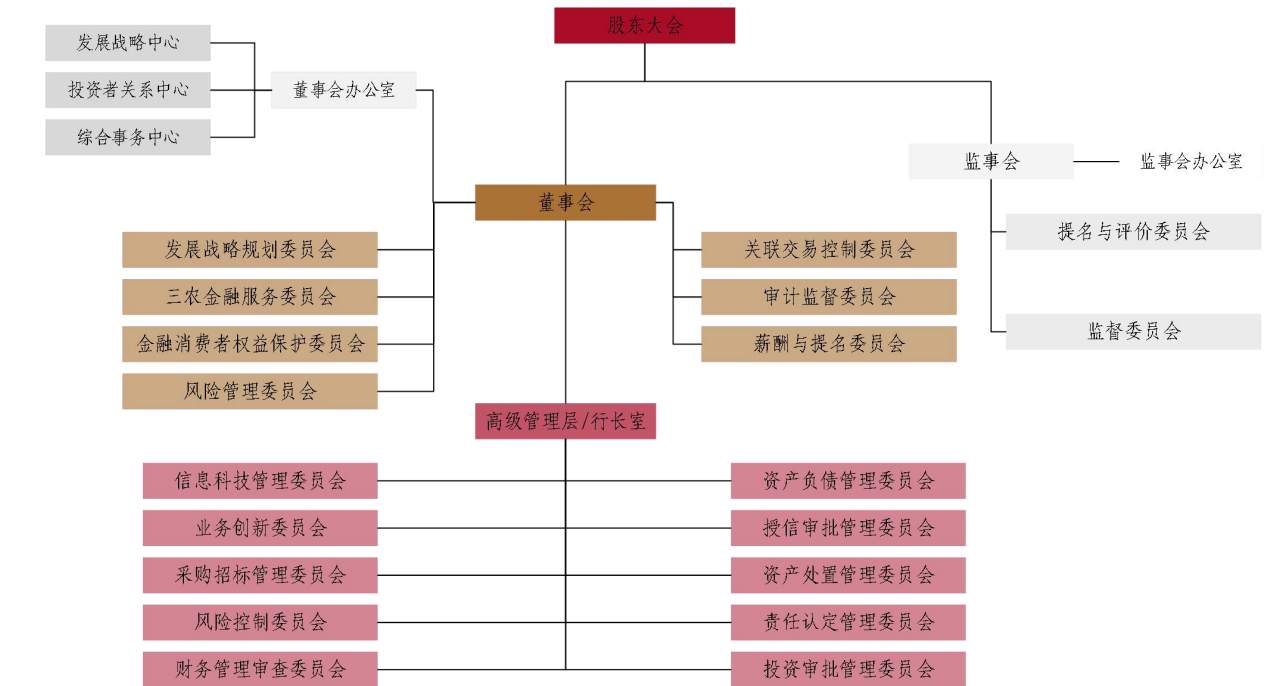 股东大会
发展战略中心
投资者关系中心
董事会办公室
综合事务中心
监事会
监事会办公室
董事会
提名与评价委员会
发展战略规划委员会
关联交易控制委员会
三农金融服务委员会
审计监督委员会
监督委员会
金融消费者权益保护委员会
薪酬与提名委员会
风险管理委员会
高级管理层/行长室
信息科技管理委员会
资产负债管理委员会
业务创新委员会
授信审批管理委员会
采购招标管理委员会
资产处置管理委员会
风险控制委员会
责任认定管理委员会
财务管理审查委员会
投资审批管理委员会